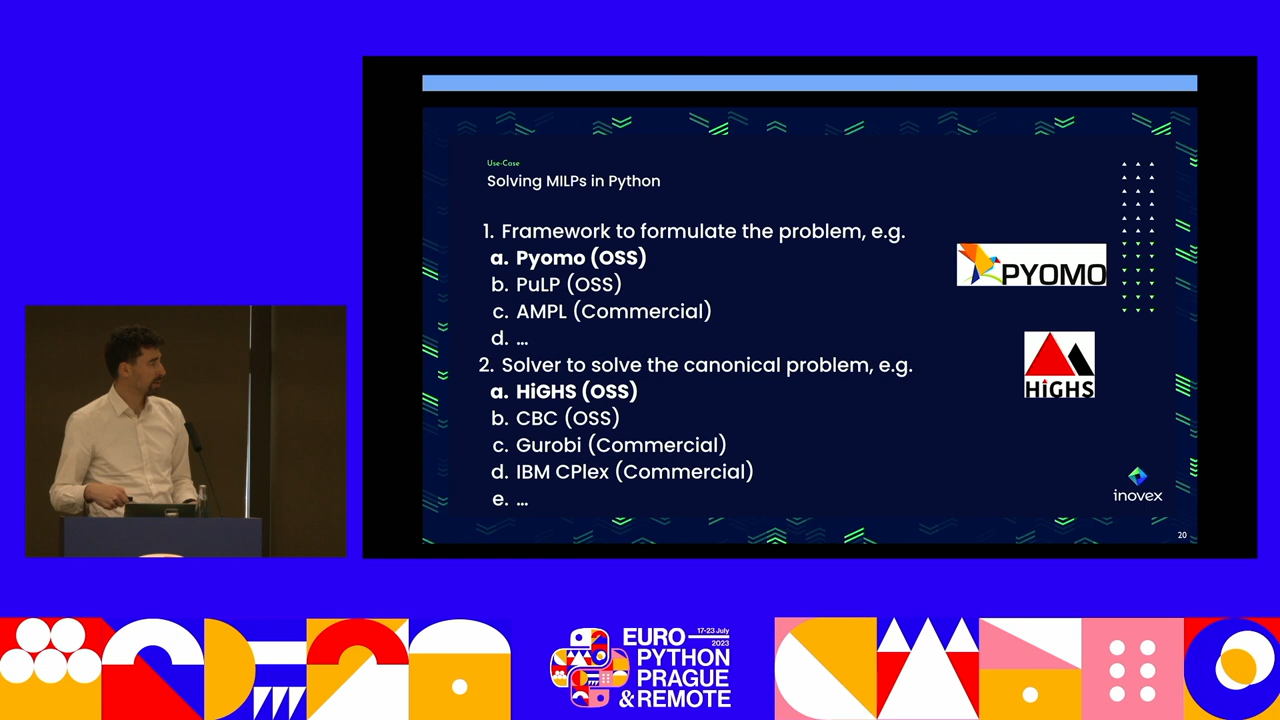 Use-Case
Solving MILPs in Python
1. Framework to formulate the problem, e.g.
a. Pyomo (OSS)
b. PuLP (OSS)
c. AMPL (Commercial)
d. ...
2. Solver to solve the canonical problem, e.g.
a. HiGHS (OSS)
b. CBC (OSS)
c. Gurobi (Commercial)
d. IBM CPlex (Commercial)
e. ...
PYOMO
HiGHS
inovex
20
17-23 July
2023
EURO
PYTHON
PRAGUE
& REMOTE